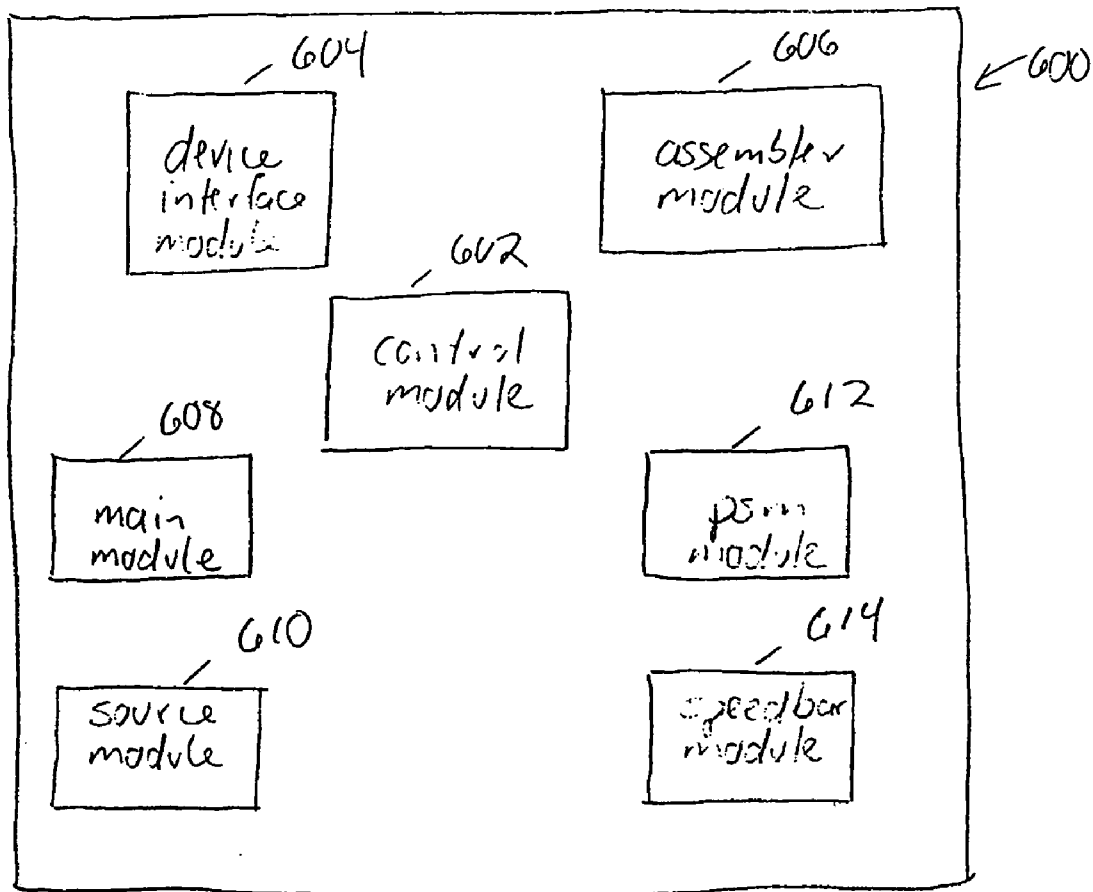 604
606
600
device
interface
module
assembler
module
602
control
module
608
612
main
module
module
610
614
source
module
speedbar
module